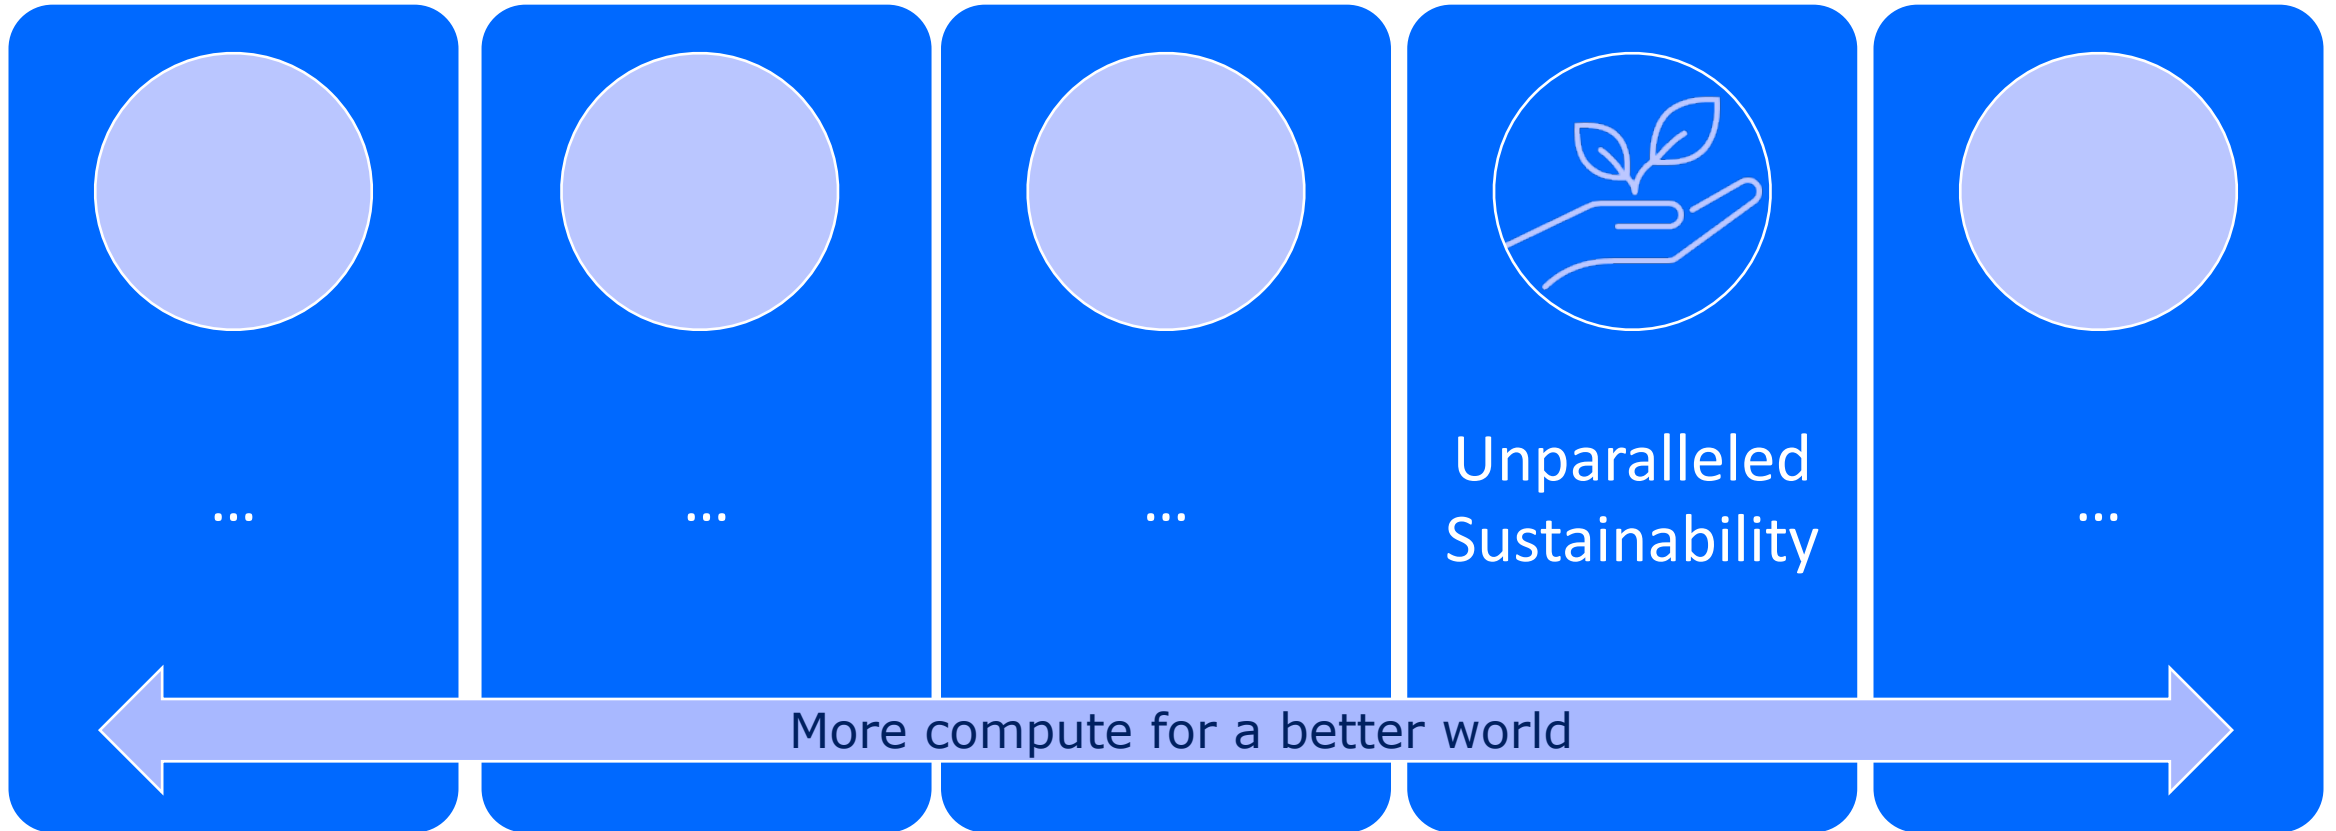 ...
...
...
Unparalleled
Sustainability
...
More compute for a better world